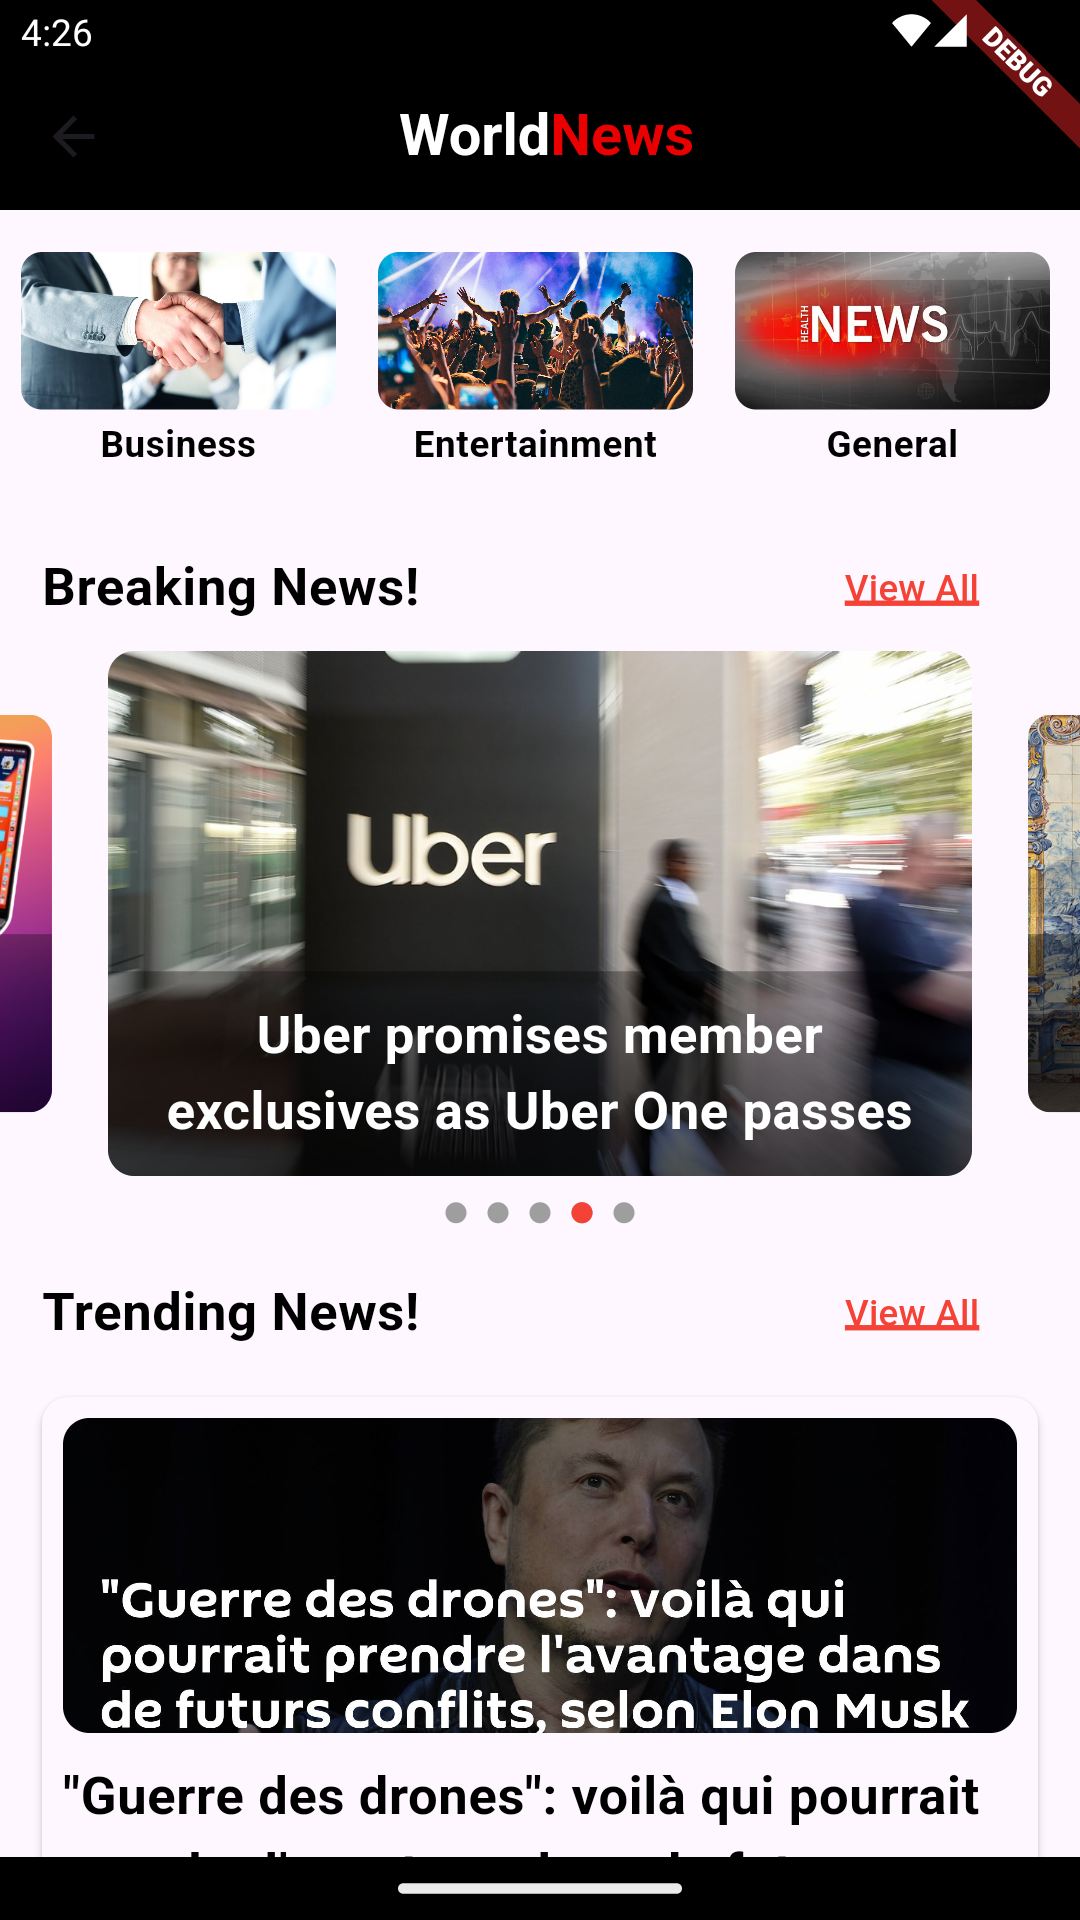 4:26
DEBUG
WorldNews
HEALTH NEWS
Business
Entertainment
General
Breaking News!
View All
Uber
Uber promises member
exclusives as Uber One passes
Trending News!
View All
"Guerre des drones": voilà qui
pourrait prendre l'avantage dans
de futurs conflits, selon Elon Musk
"Guerre des drones": voilà qui pourrait